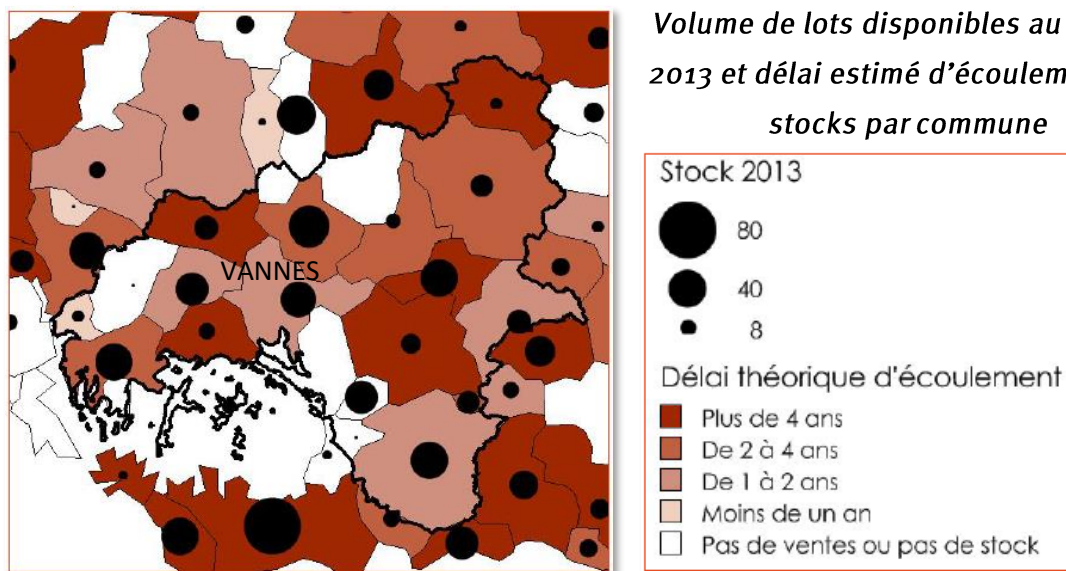 Volume de lots disponibles au
2013 et délai estimé d'écoulem
stocks par commune
VANNES
Stock 2013
80
40
8
Délai théorique d'écoulement
Plus de 4 ans
De 2 à 4 ans
De 1 à 2 ans
Moins de un an
Pas de ventes ou pas de stock